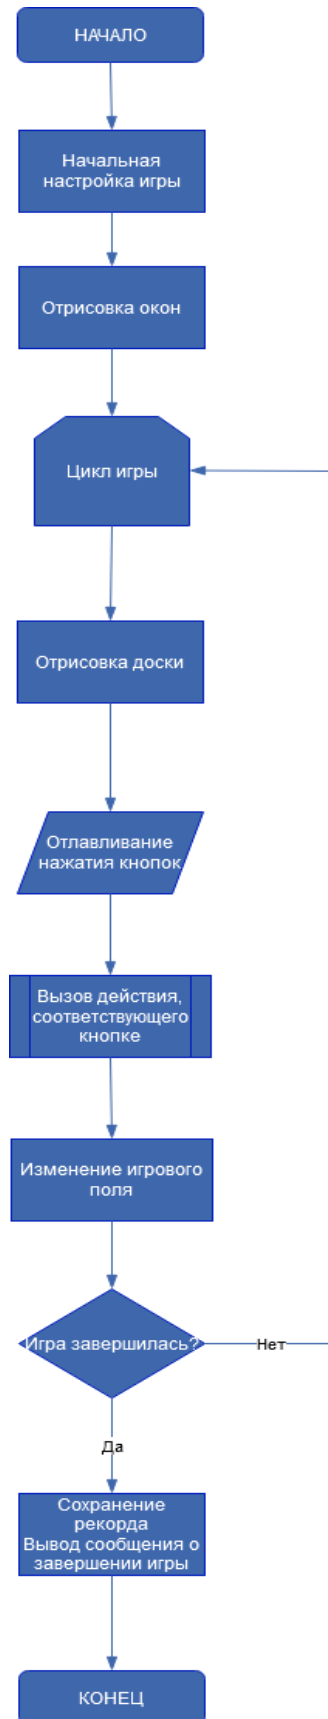 НАЧАЛО
Начальная
настройка игры
Отрисовка окон
Цикл игры
Отрисовка доски
Отлавливание
нажатия кнопок
Вызов действия,
соответствующего
кнопке
Изменение игрового
поля
Игра завершилась?
Нет
Да
Сохранение
рекорда
Вывод сообщения о
завершении игры
КОНЕЦ